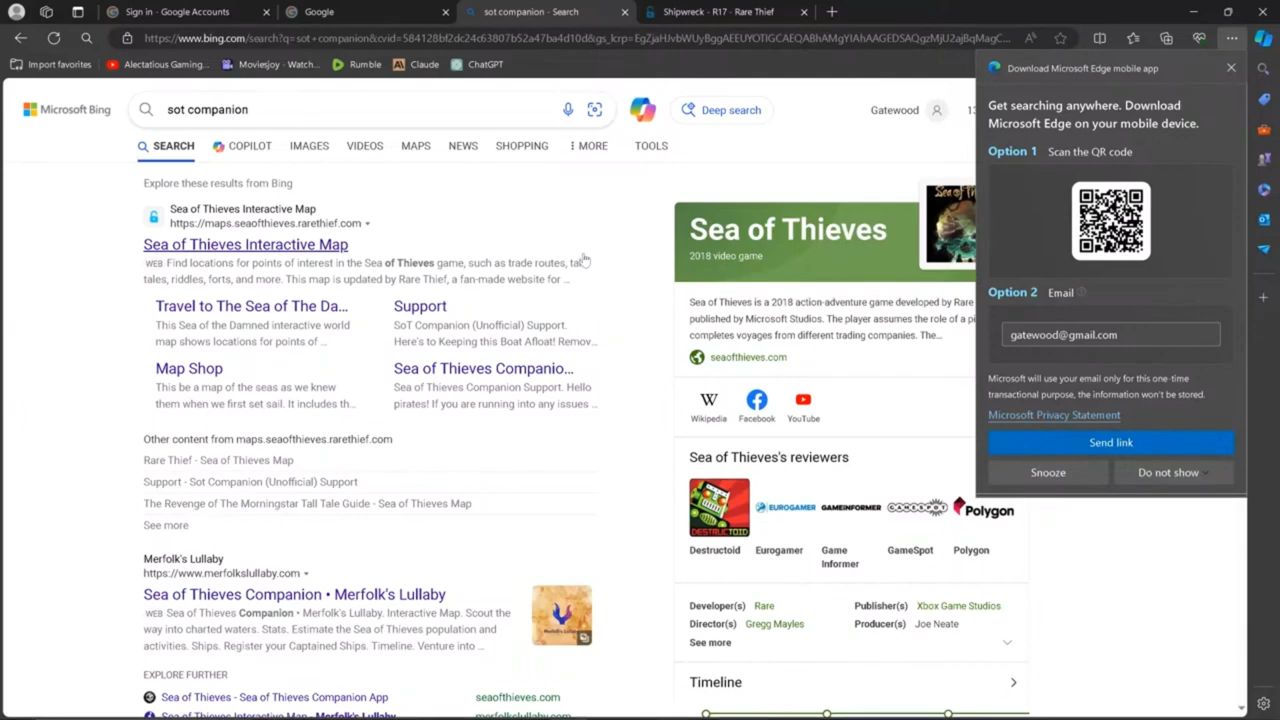 Sign in - Google Accounts
Google
sot companion - Search
Shipwreck - R17 - Rare Thief
https://www.bing.com/search?q=sot+companion&cvid=584128bf2dc24c63807b52a47ba4d10d&gs_lcrp=
Import favorites
Alectatious Gaming...
Moviesjoy - Watch...
Rumble
Claude
ChatGPT
Microsoft Bing
sot companion
Deep search
Gatewood
SEARCH
COPILOT
IMAGES
VIDEOS
MAPS
NEWS
SHOPPING
MORE
TOOLS
Explore these results from Bing
Sea of Thieves Interactive Map
https://maps.seaofthieves.rarethief.com
Sea of Thieves Interactive Map
WEB Find locations for points of interest in the Sea of Thieves game, such as trade routes,
tales, riddles, forts, and more. This map is updated by Rare Thief, a fan-made website for ...
Travel to The Sea of The Da...
This Sea of the Damned interactive world
map shows locations for points of ...
Support
SoT Companion (Unofficial) Support.
Here's to Keeping this Boat Afloat! Remov...
Map Shop
This be a map of the seas as we knew
them when we first set sail. It includes th...
Sea of Thieves Companio...
Sea of Thieves Companion Support. Hello
pirates! If you are running into any issues ...
Other content from maps.seaofthieves.rarethief.com
Rare Thief - Sea of Thieves Map
Support - Sot Companion (Unofficial) Support
The Revenge of The Morningstar Tall Tale Guide - Sea of Thieves Map
See more
Merfolk's Lullaby
https://www.merfolkslullaby.com
Sea of Thieves Companion • Merfolk's Lullaby
WEB Sea of Thieves Companion • Merfolk's Lullaby. Interactive Map. Scout the
way into charted waters. Stats. Estimate the Sea of Thieves population and
activities. Ships. Register your Captained Ships. Timeline. Venture into ...
EXPLORE FURTHER
Sea of Thieves - Sea of Thieves Companion App
seaofthieves.com
Sea of Thieves Interactive Map - Merfolk's Lullaby
merfolkslullaby.com
Sea of Thieves
2018 video game
Sea of Thieves is a 2018 action-adventure game developed by Rare
published by Microsoft Studios. The player assumes the role of a pi
completes voyages from different trading companies. The...
seaofthieves.com
Wikipedia
Facebook
YouTube
Sea of Thieves's reviewers
DESTRUCTOID
EUROGAMER
GAMEINFORMER
GAMESPOT
Polygon
Destructoid
Eurogamer
Game
Informer
GameSpot
Polygon
Developer(s) Rare
Publisher(s) Xbox Game Studios
Director(s) Gregg Mayles
Producer(s) Joe Neate
See more
Timeline
Download Microsoft Edge mobile app
Get searching anywhere. Download
Microsoft Edge on your mobile device.
Option 1 Scan the QR code
Option 2 Email
gatewood@gmail.com
Microsoft will use your email only for this one-time
transactional purpose, the information won't be stored.
Microsoft Privacy Statement
Send link
Snooze
Do not show